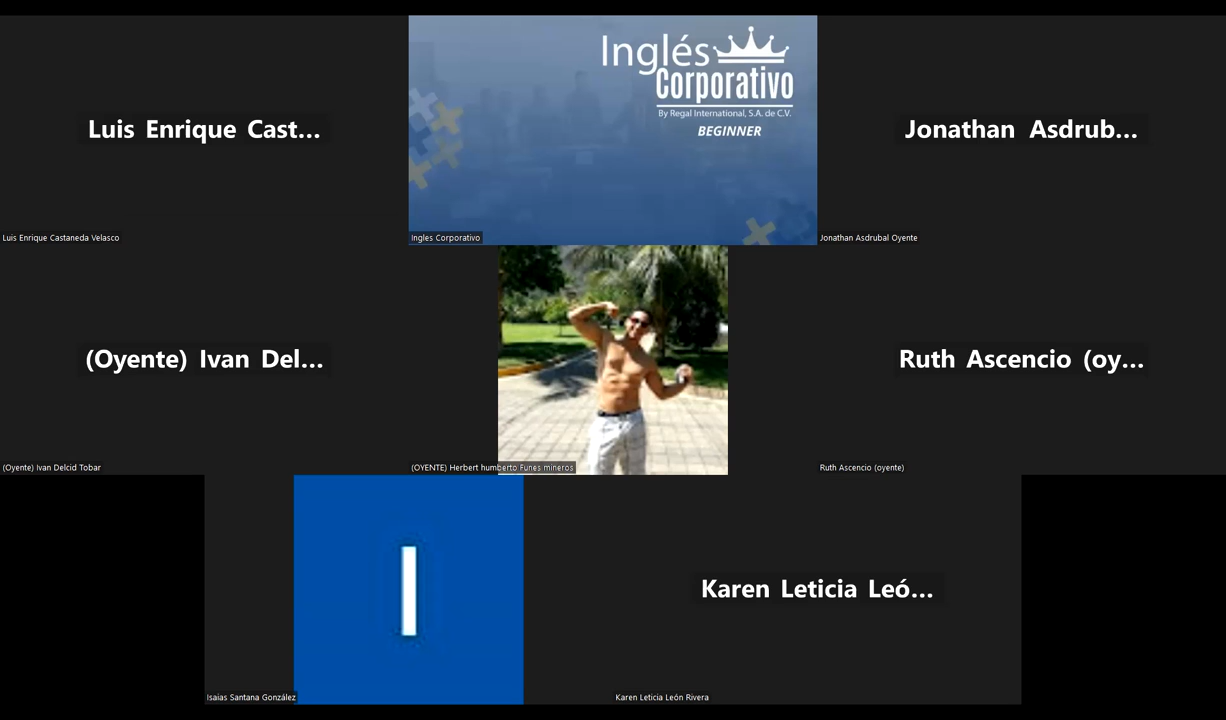 Luis Enrique Cast...
Luis Enrique Castaneda Velasco
Inglés
Corporativo
By Regal International, S.A. de C.V.
BEGINNER
Ingles Corporativo
Jonathan Asdrub...
Jonathan Asdrubal Oyente
(Oyente) Ivan Del...
(Oyente) Ivan Delcid Tobar
(OYENTE) Herbert humberto Funes mineros
Ruth Ascencio (oy...
Ruth Ascencio (oyente)
I
Isaias Santana González
Karen Leticia Leó...
Karen Leticia León Rivera